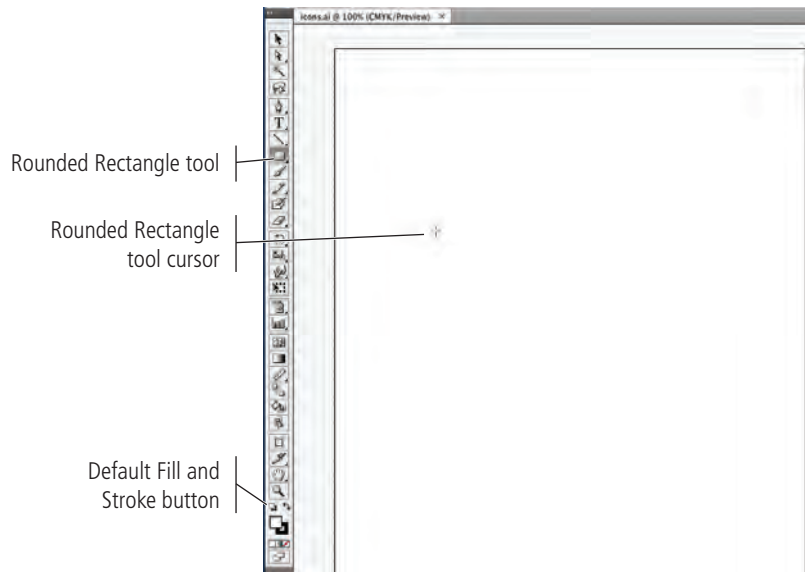 icons.ai @ 100% (CMYK/Preview)
Rounded Rectangle tool
Rounded Rectangle
tool cursor
Default Fill and
Stroke button